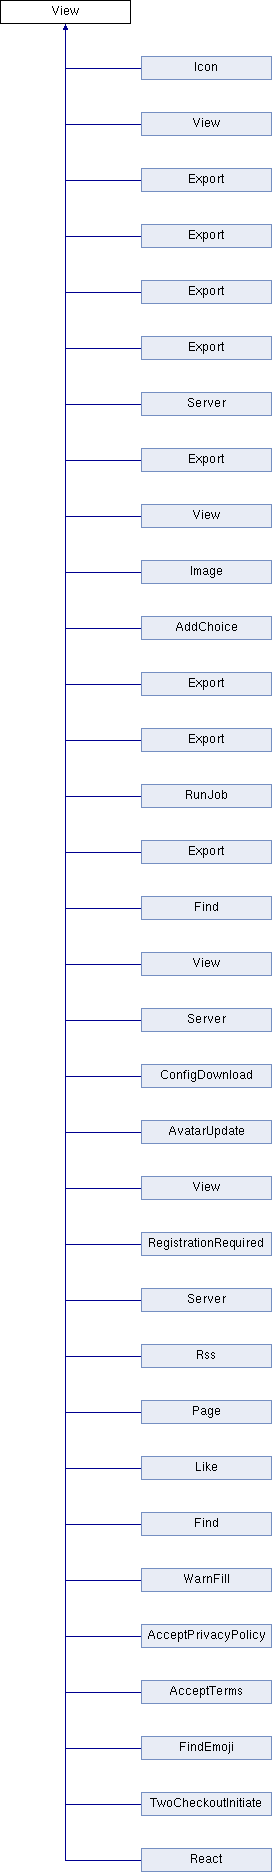 View
Icon
View
Export
Export
Export
Export
Server
Export
View
Image
AddChoice
Export
Export
RunJob
Export
Find
View
Server
ConfigDownload
AvatarUpdate
View
RegistrationRequired
Server
Rss
Page
Like
Find
WarnFill
AcceptPrivacyPolicy
AcceptTerms
FindEmoji
TwoCheckoutInitiate
React